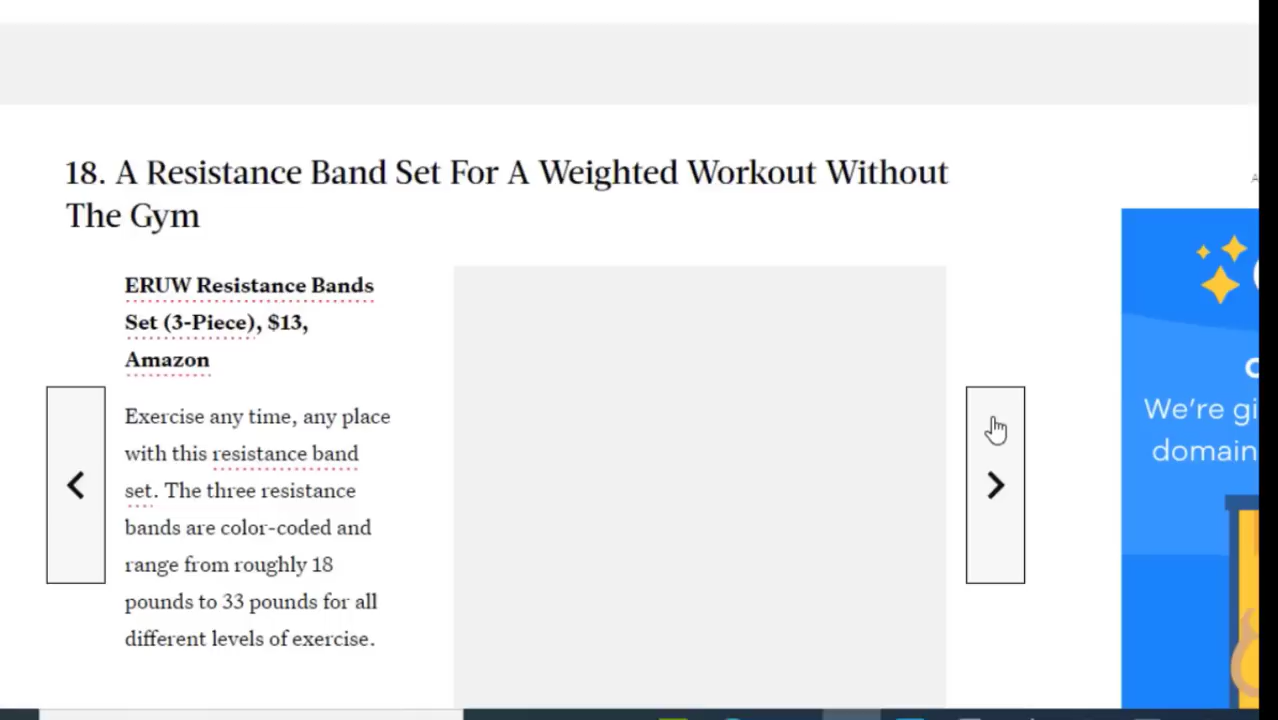 18. A Resistance Band Set For A Weighted Workout Without
The Gym
ERUW Resistance Bands
Set (3-Piece), $13,
Amazon
Exercise any time, any place
with this resistance band
set. The three resistance
bands are color-coded and
range from roughly 18
pounds to 33 pounds for all
different levels of exercise.
We're gi
domain